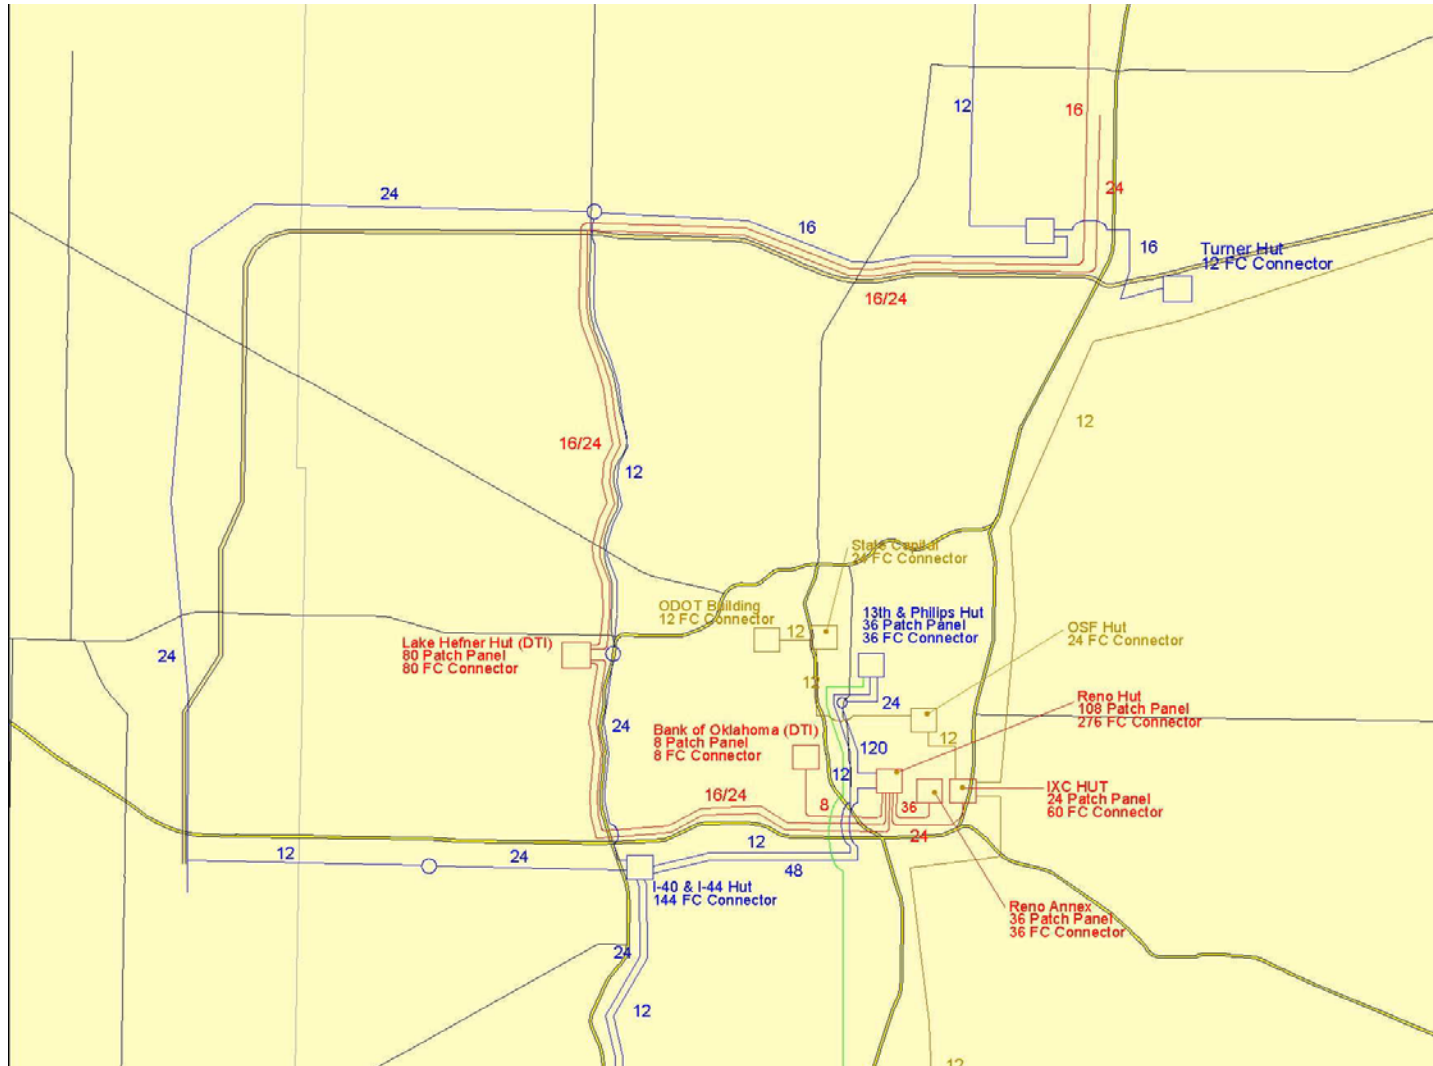 12
16
24
24
16
16
Turner Hut
12 FC Connector
16/24
12
16/24
12
State Capital
24 FC Connector
ODOT Building
12 FC Connector
13th & Philips Hut
36 Patch Panel
36 FC Connector
OSF Hut
24 FC Connector
12
Lake Hefner Hut (DTI)
80 Patch Panel
80 FC Connector
24
12
Reno Hut
108 Patch Panel
276 FC Connector
24
24
Bank of Oklahoma (DTI)
8 Patch Panel
8 FC Connector
12
120
12
IXC HUT
24 Patch Panel
60 FC Connector
16/24
8
36
24
12
24
12
48
I-40 & I-44 Hut
144 FC Connector
Reno Annex
36 Patch Panel
36 FC Connector
24
12
12